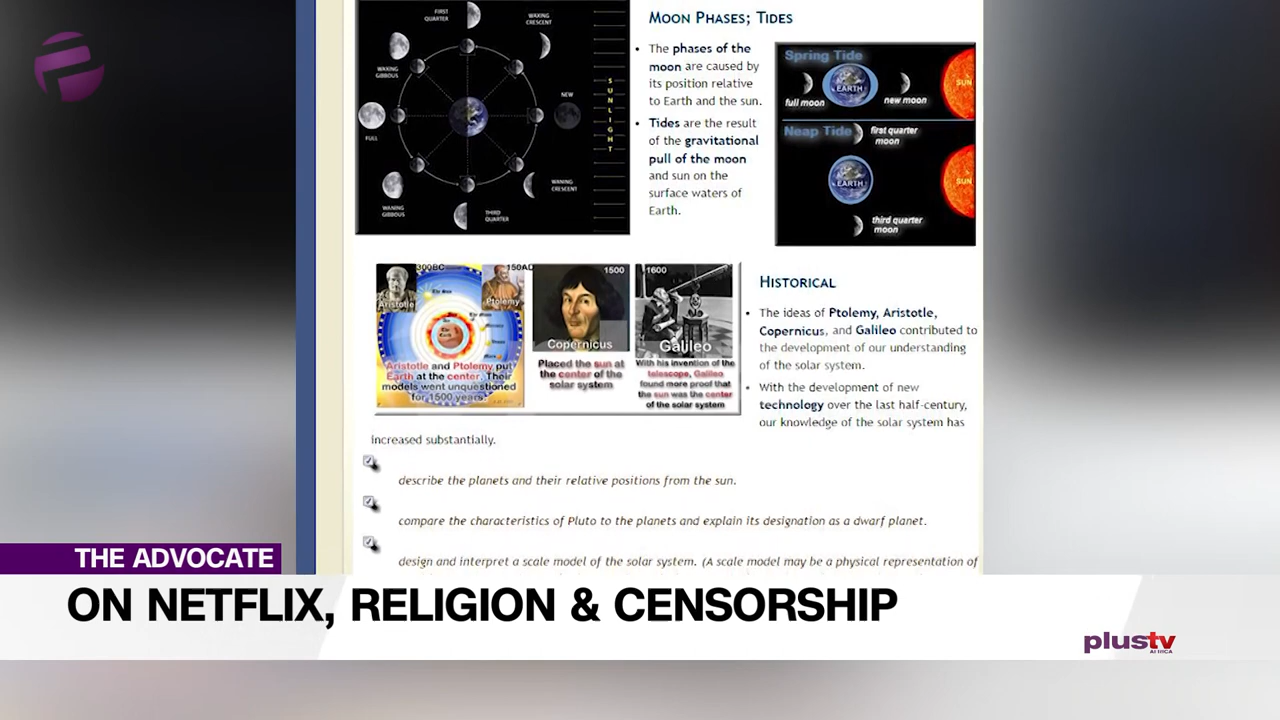 FIRST
QUARTER
WAXING
CRESCENT
WAXING
GIBBOUS
NEW
SUNLIGHT
FULL
WANING
CRESCENT
WANING
GIBBOUS
THIRD
QUARTER
MOON PHASES; TIDES
The phases of the
moon are caused by
its position relative
to Earth and the sun.
Tides are the result
of the gravitational
pull of the moon
and sun on the
surface waters of
Earth.
Spring Tide
EARTH
SUN
full moon
new moon
Neap Tide
first quarter
moon
EARTH
SUN
third quarter
moon
300BC
150AD
Aristotle
Ptolemy
Aristotle and Ptolemy put
Earth at the center. Their
models went unquestioned
for 1500 years
1500
Copernicus
Placed the sun at
the center of the
solar system
1600
Galileo
With his invention of the
telescope, Galileo
found more proof that
the sun was the center
of the solar system
HISTORICAL
The ideas of Ptolemy, Aristotle,
Copernicus, and Galileo contributed to
the development of our understanding
of the solar system.
With the development of new
technology over the last half-century,
our knowledge of the solar system has
increased substantially.
describe the planets and their relative positions from the sun.
compare the characteristics of Pluto to the planets and explain its designation as a dwarf planet.
design and interpret a scale model of the solar system. (A scale model may be a physical representation of
THE ADVOCATE
ON NETFLIX, RELIGION & CENSORSHIP
plustv
AFRICA